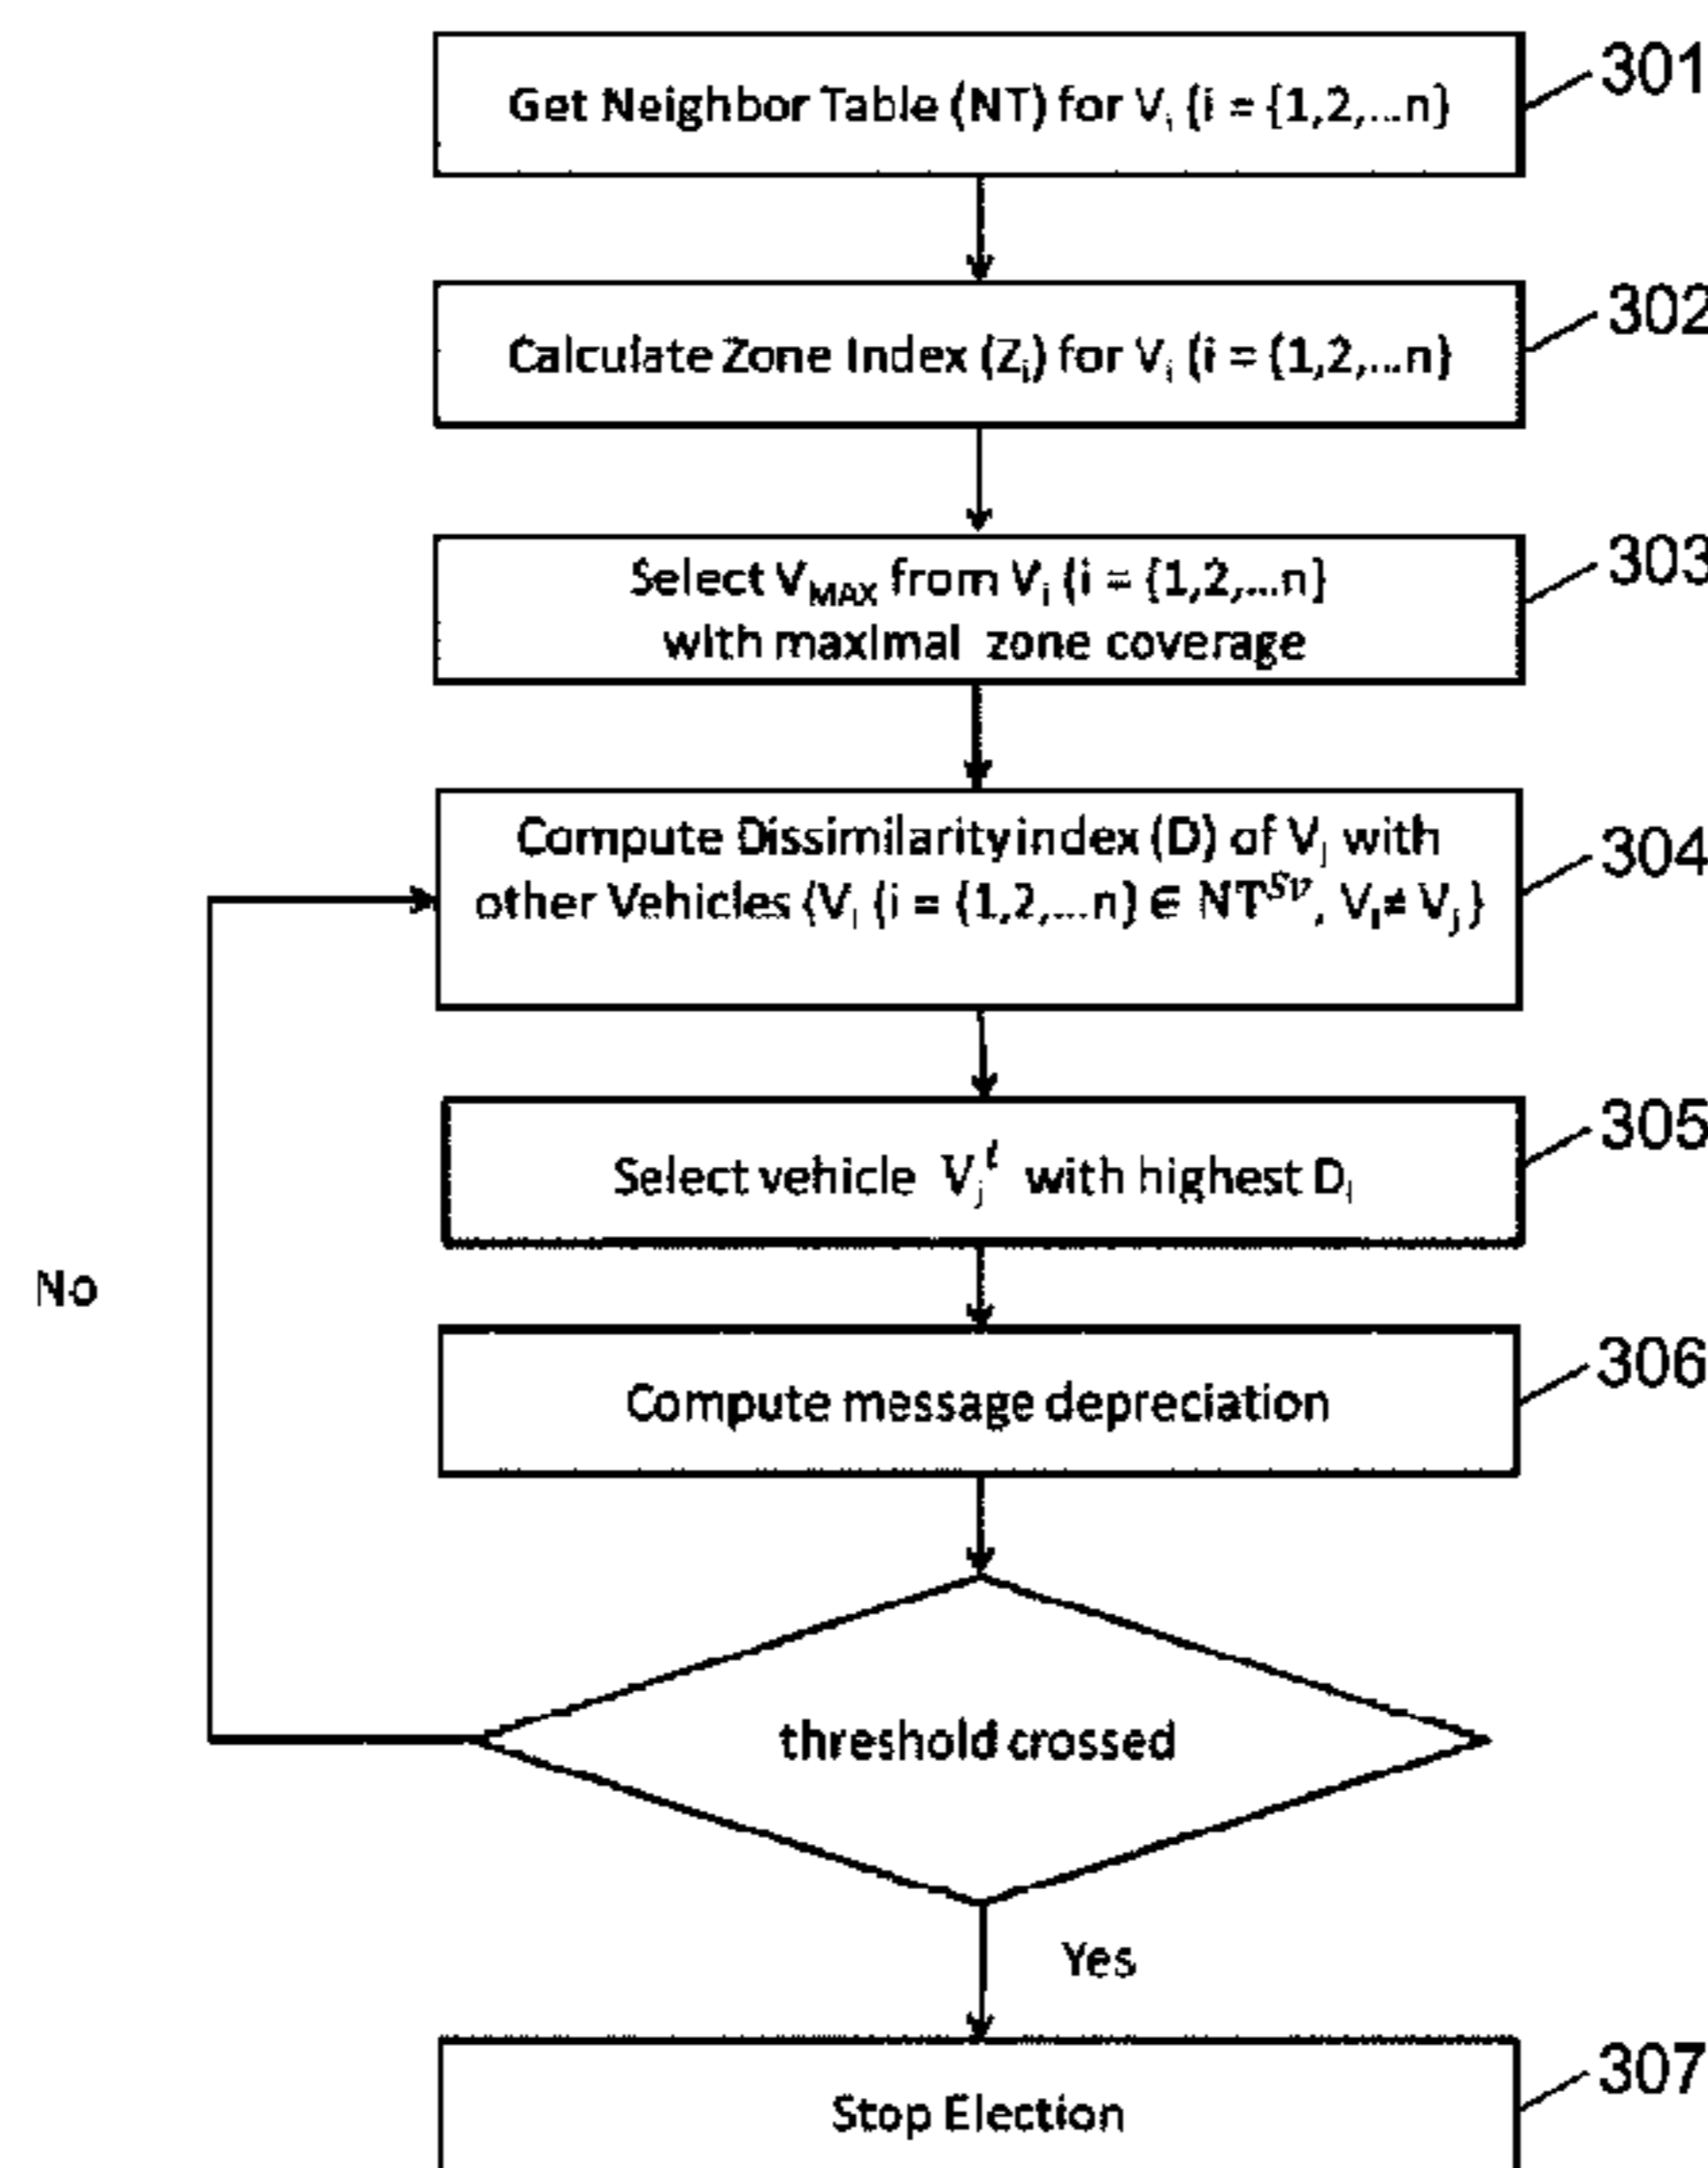 Get Neighbor Table (NT) for Vi (i = {1,2,...n}
301
Calculate Zone Index (Zi) for Vi (i = {1,2,...n}
302
Select VMAX from Vi (i = {1,2,...n}
with maximal zone coverage
303
Compute Dissimilarity index (D) of Vj with
other Vehicles (Vi (i = {1,2,...n} ∈ NT^Sv, Vi≠ Vj)
304
Select vehicle Vj^t with highest Di
305
No
Compute message depreciation
306
threshold crossed
Yes
Stop Election
307